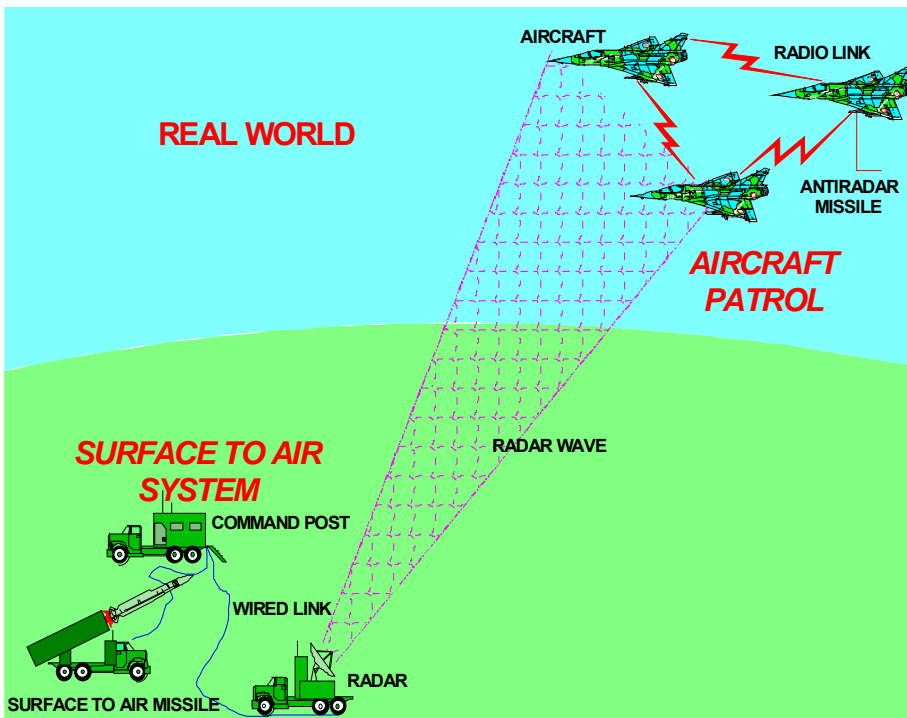 AIRCRAFT
RADIO LINK
REAL WORLD
ANTIRADAR
MISSILE
AIRCRAFT
PATROL
RADAR WAVE
SURFACE TO AIR
SYSTEM
COMMAND POST
WIRED LINK
RADAR
SURFACE TO AIR MISSILE